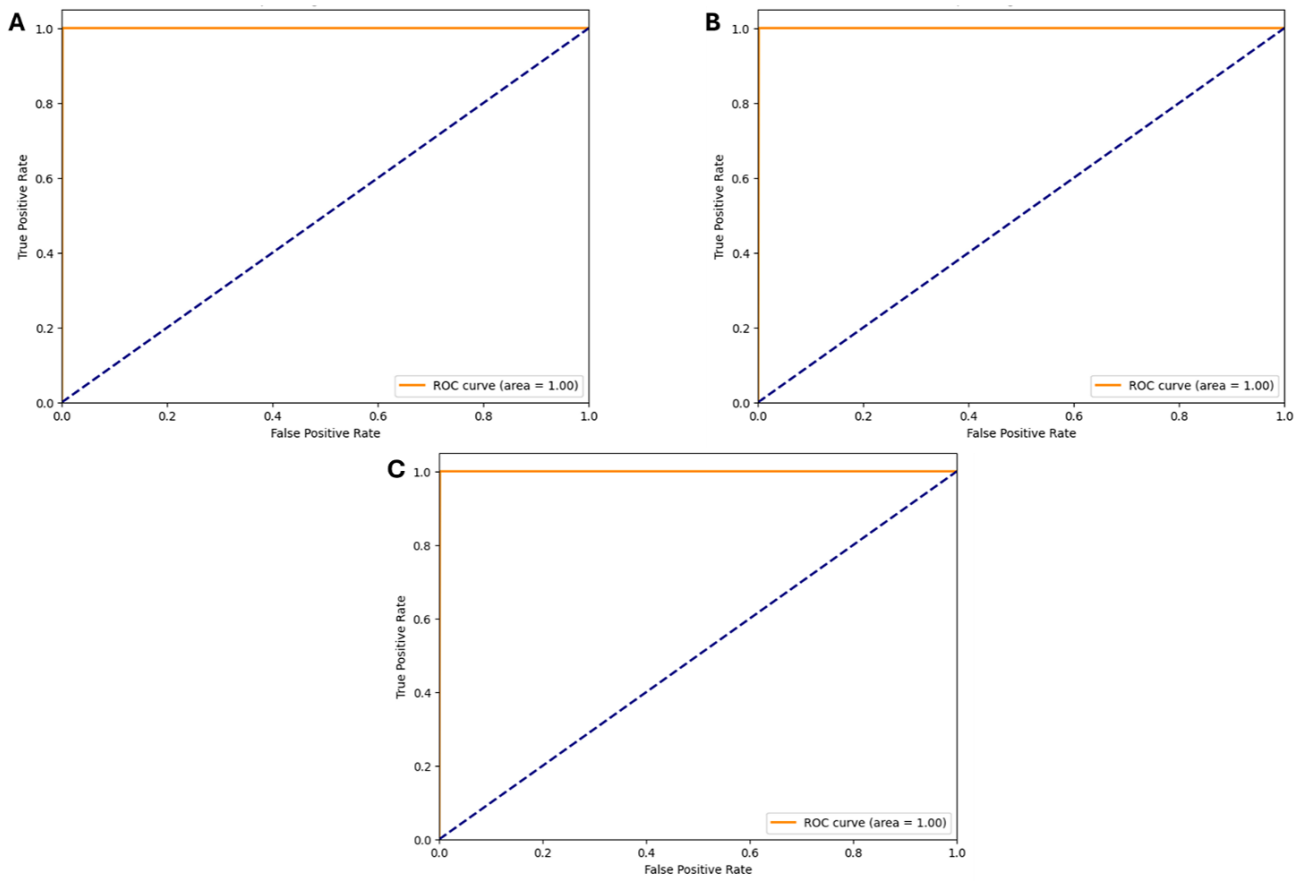 A
1.0
0.8
0.6
0.4
0.2
0.0
True Positive Rate
0.0 0.2 0.4 0.6 0.8 1.0
False Positive Rate
ROC curve (area = 1.00)
B
1.0
0.8
0.6
0.4
0.2
0.0
True Positive Rate
0.0 0.2 0.4 0.6 0.8 1.0
False Positive Rate
ROC curve (area = 1.00)
C
1.0
0.8
0.6
0.4
0.2
0.0
True Positive Rate
0.0 0.2 0.4 0.6 0.8 1.0
False Positive Rate
ROC curve (area = 1.00)